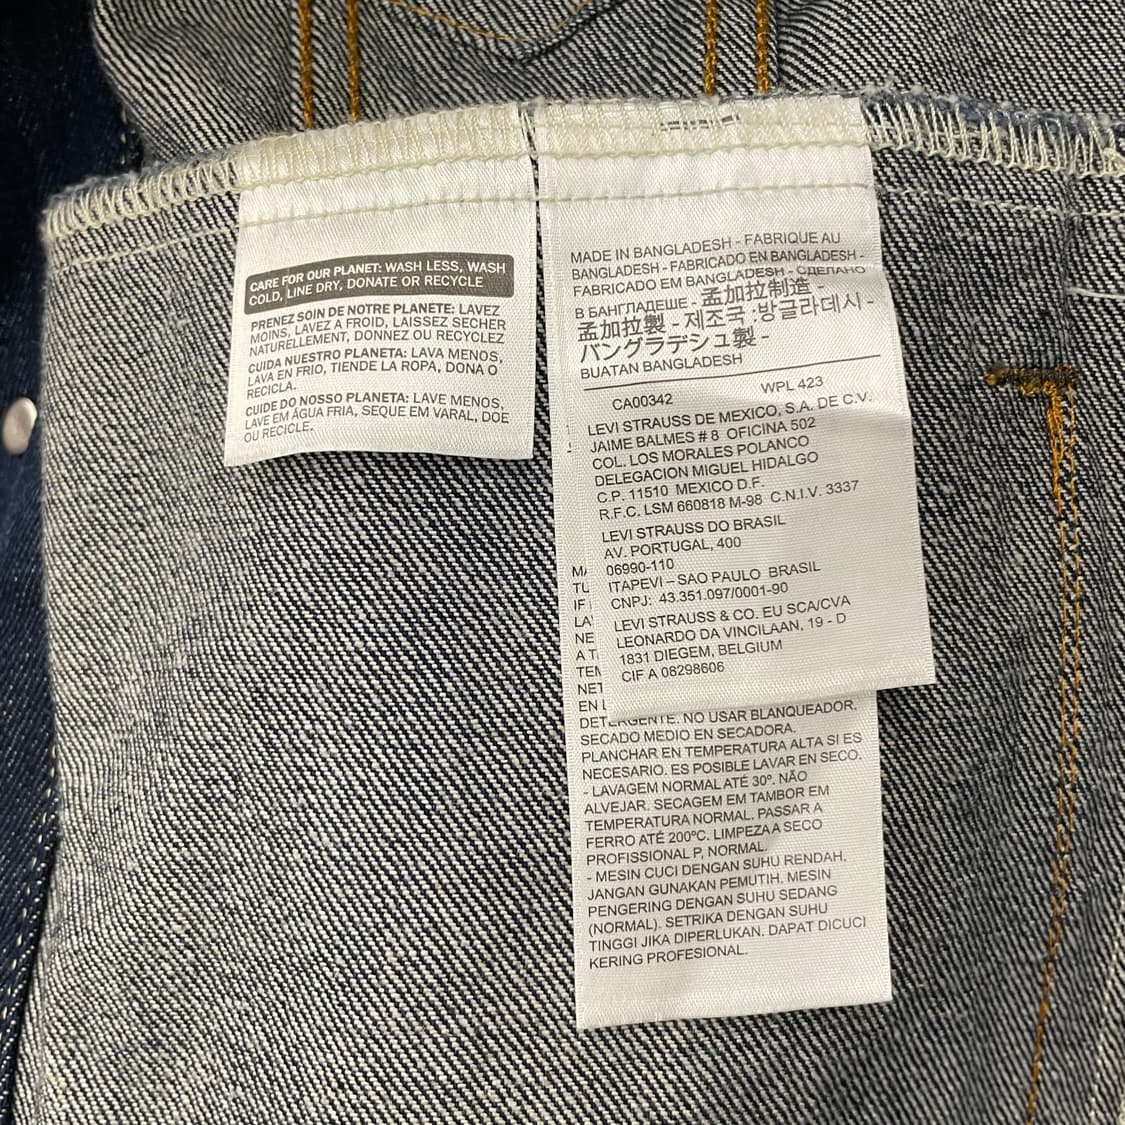 CARE FOR OUR PLANET: WASH LESS, WASH
COLD, LINE DRY, DONATE OR RECYCLE
PRENEZ SOIN DE NOTRE PLANETE: LAVEZ
MOINS, LAVEZ A FROID, LAISSEZ SECHER
NATURELLEMENT, DONNEZ OU RECYCLEZ
CUIDA NUESTRO PLANETA: LAVA MENOS,
LAVA EN FRIO, TIENDE LA ROPA, DONA O
RECICLA.
CUIDE DO NOSSO PLANETA: LAVE MENOS,
LAVE EM ÁGUA FRIA, SEQUE EM VARAL, DOE
OU RECICLE.
MADE IN BANGLADESH - FABRIQUE AU
BANGLADESH - FABRICADO EN BANGLADESH -
FABRICADO EM BANGLADESH - СДЕЛАНО
В БАНГЛАДЕШЕ - 孟加拉制造 -
孟加拉製 - 제조국 :방글라데시 -
バングラデシュ製 -
BUATAN BANGLADESH
CA00342 WPL 423
LEVI STRAUSS DE MEXICO, S.A. DE C.V.
JAIME BALMES # 8 OFICINA 502
COL. LOS MORALES POLANCO
DELEGACION MIGUEL HIDALGO
C.P. 11510 MEXICO D.F.
R.F.C. LSM 660818 M-98 C.N.I.V. 3337
LEVI STRAUSS DO BRASIL
AV. PORTUGAL, 400
06990-110
ITAPEVI – SAO PAULO BRASIL
CNPJ: 43.351.097/0001-90
LEVI STRAUSS & CO. EU SCA/CVA
LEONARDO DA VINCILAAN, 19 - D
1831 DIEGEM, BELGIUM
CIF A 08298606
TU
IF
NE
A T
NET
EN
DETERGENTE. NO USAR BLANQUEADOR.
SECADO MEDIO EN SECADORA.
PLANCHAR EN TEMPERATURA ALTA SI ES
NECESARIO. ES POSIBLE LAVAR EN SECO.
- LAVAGEM NORMAL ATÉ 30º. NÃO
ALVEJAR. SECAGEM EM TAMBOR EM
TEMPERATURA NORMAL. PASSAR A
FERRO ATÉ 200ºC. LIMPEZA A SECO
PROFISSIONAL P, NORMAL.
- MESIN CUCI DENGAN SUHU RENDAH.
JANGAN GUNAKAN PEMUTIH. MESIN
PENGERING DENGAN SUHU SEDANG
(NORMAL). SETRIKA DENGAN SUHU
TINGGI JIKA DIPERLUKAN. DAPAT DICUCI
KERING PROFESIONAL.